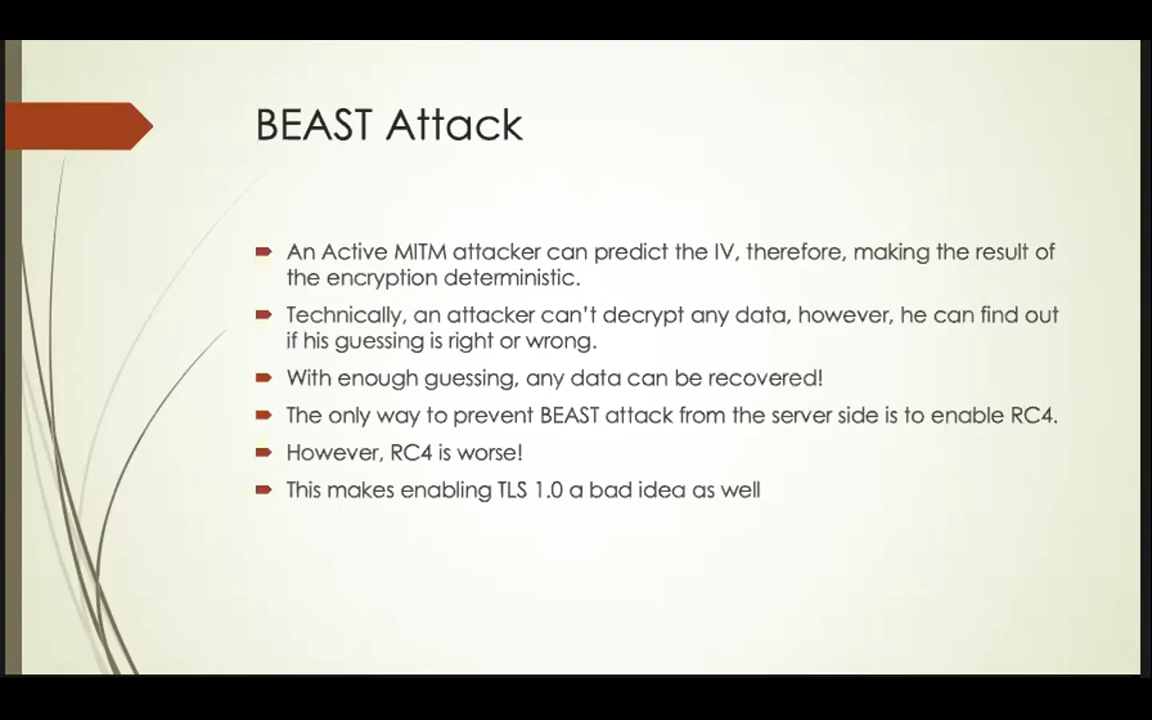 BEAST Attack
An Active MITM attacker can predict the IV, therefore, making the result of
the encryption deterministic.
Technically, an attacker can't decrypt any data, however, he can find out
if his guessing is right or wrong.
With enough guessing, any data can be recovered!
The only way to prevent BEAST attack from the server side is to enable RC4.
However, RC4 is worse!
This makes enabling TLS 1.0 a bad idea as well